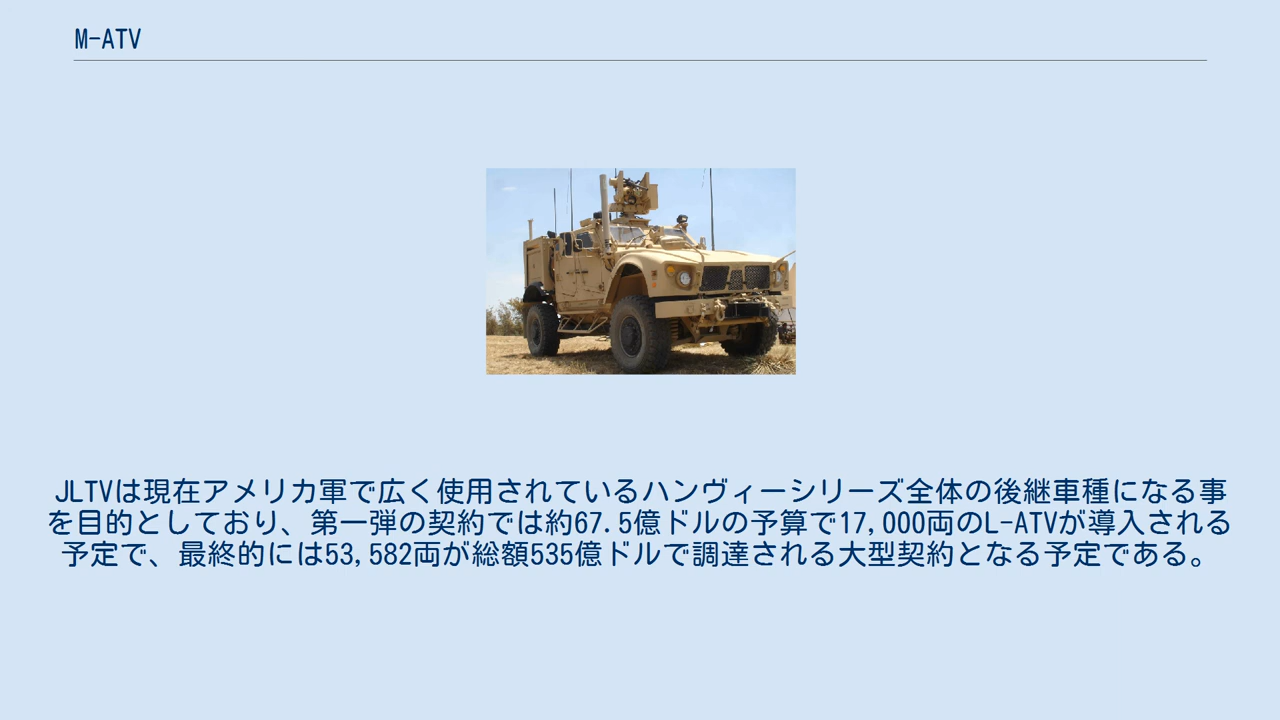 M-ATV
JLTVは現在アメリカ軍で広く使用されているハンヴィーシリーズ全体の後継車種になる事
を目的としており、第一弾の契約では約67.5億ドルの予算で17,000両のL-ATVが導入される
予定で、最終的には53,582両が総額535億ドルで調達される大型契約となる予定である。